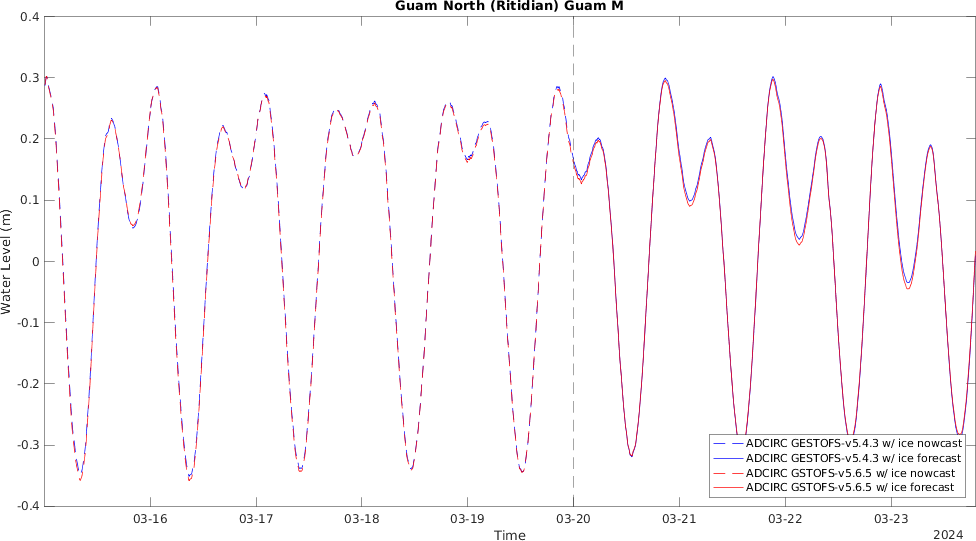 Guam North (Ritidian) Guam M
0.4
0.3
0.2
0.1
0
-0.1
-0.2
-0.3
-0.4
Water Level (m)
ADCIRC GESTOFS-v5.4.3 w/ ice nowcast
ADCIRC GESTOFS-v5.4.3 w/ ice forecast
ADCIRC GSTOFS-v5.6.5 w/ ice nowcast
ADCIRC GSTOFS-v5.6.5 w/ ice forecast
03-16 03-17 03-18 03-19 03-20 03-21 03-22 03-23
Time
2024